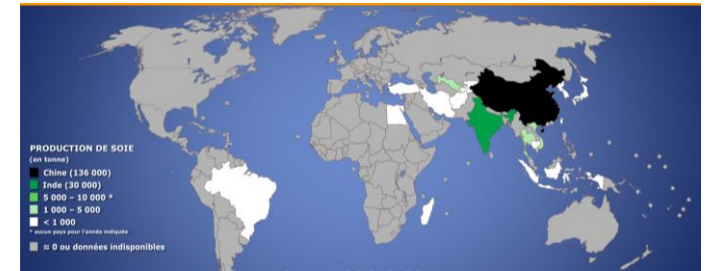 PRODUCTION DE SOIE
(en tonne)
Chine (136 000)
Inde (30 000)
5 000 – 10 000 *
1 000 – 5 000
< 1 000
* aucun pays pour l'année indiquée
≈ 0 ou données indisponibles